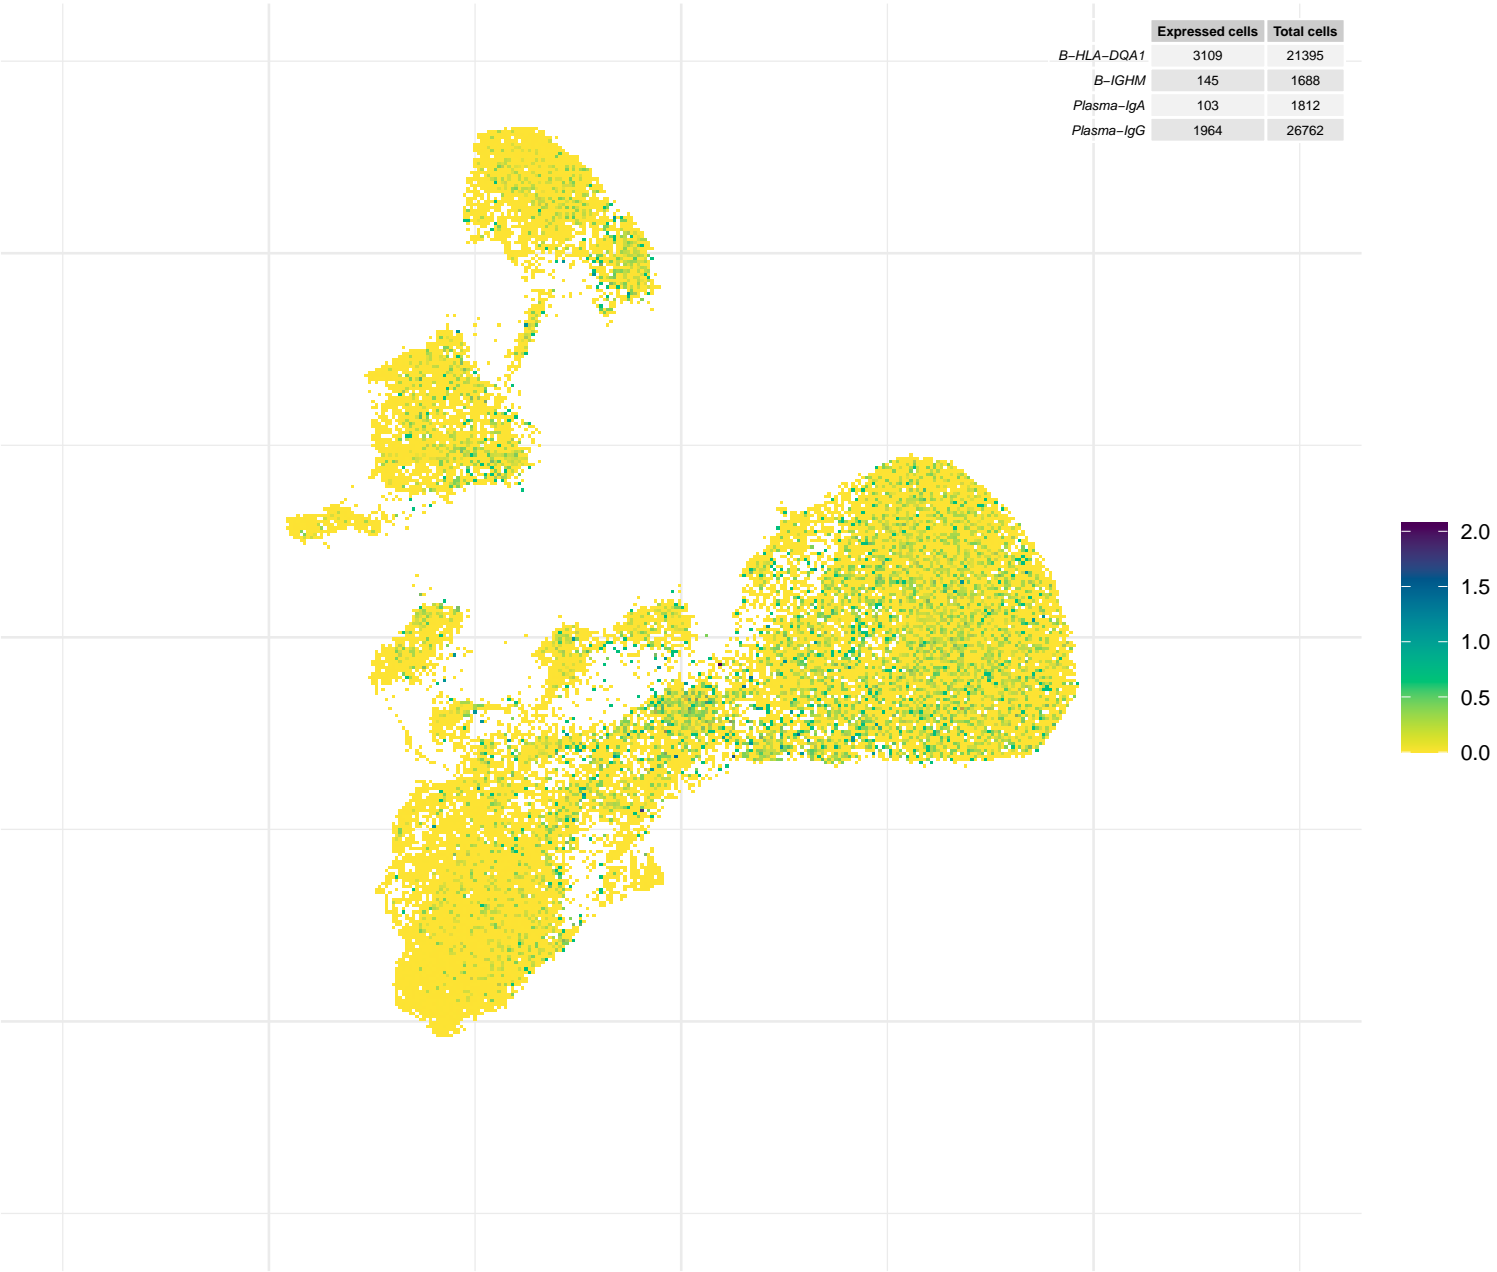 Expressed cells Total cells
B−HLA−DQA1 3109 21395
B−IGHM 145 1688
Plasma−IgA 103 1812
Plasma−IgG 1964 26762
2.0
1.5
1.0
0.5
0.0